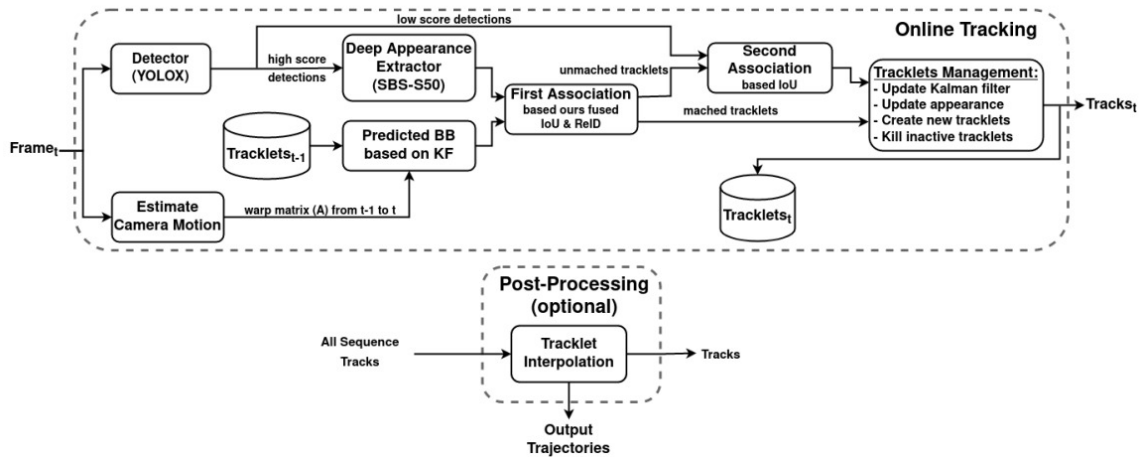 low score detections
Online Tracking
Detector
(YOLOX)
high score
detections
Deep Appearance
Extractor
(SBS-S50)
unmached tracklets
Second
Association
based IoU
Tracklets Management:
- Update Kalman filter
- Update appearance
- Create new tracklets
- Kill inactive tracklets
Tracks_t
First Association
based ours fused
IoU & ReID
mached tracklets
Frame_t
Tracklets_t-1
Predicted BB
based on KF
Estimate
Camera Motion
warp matrix (A) from t-1 to t
Tracklets_t
Post-Processing
(optional)
All Sequence
Tracks
Tracklet
Interpolation
Tracks
Output
Trajectories